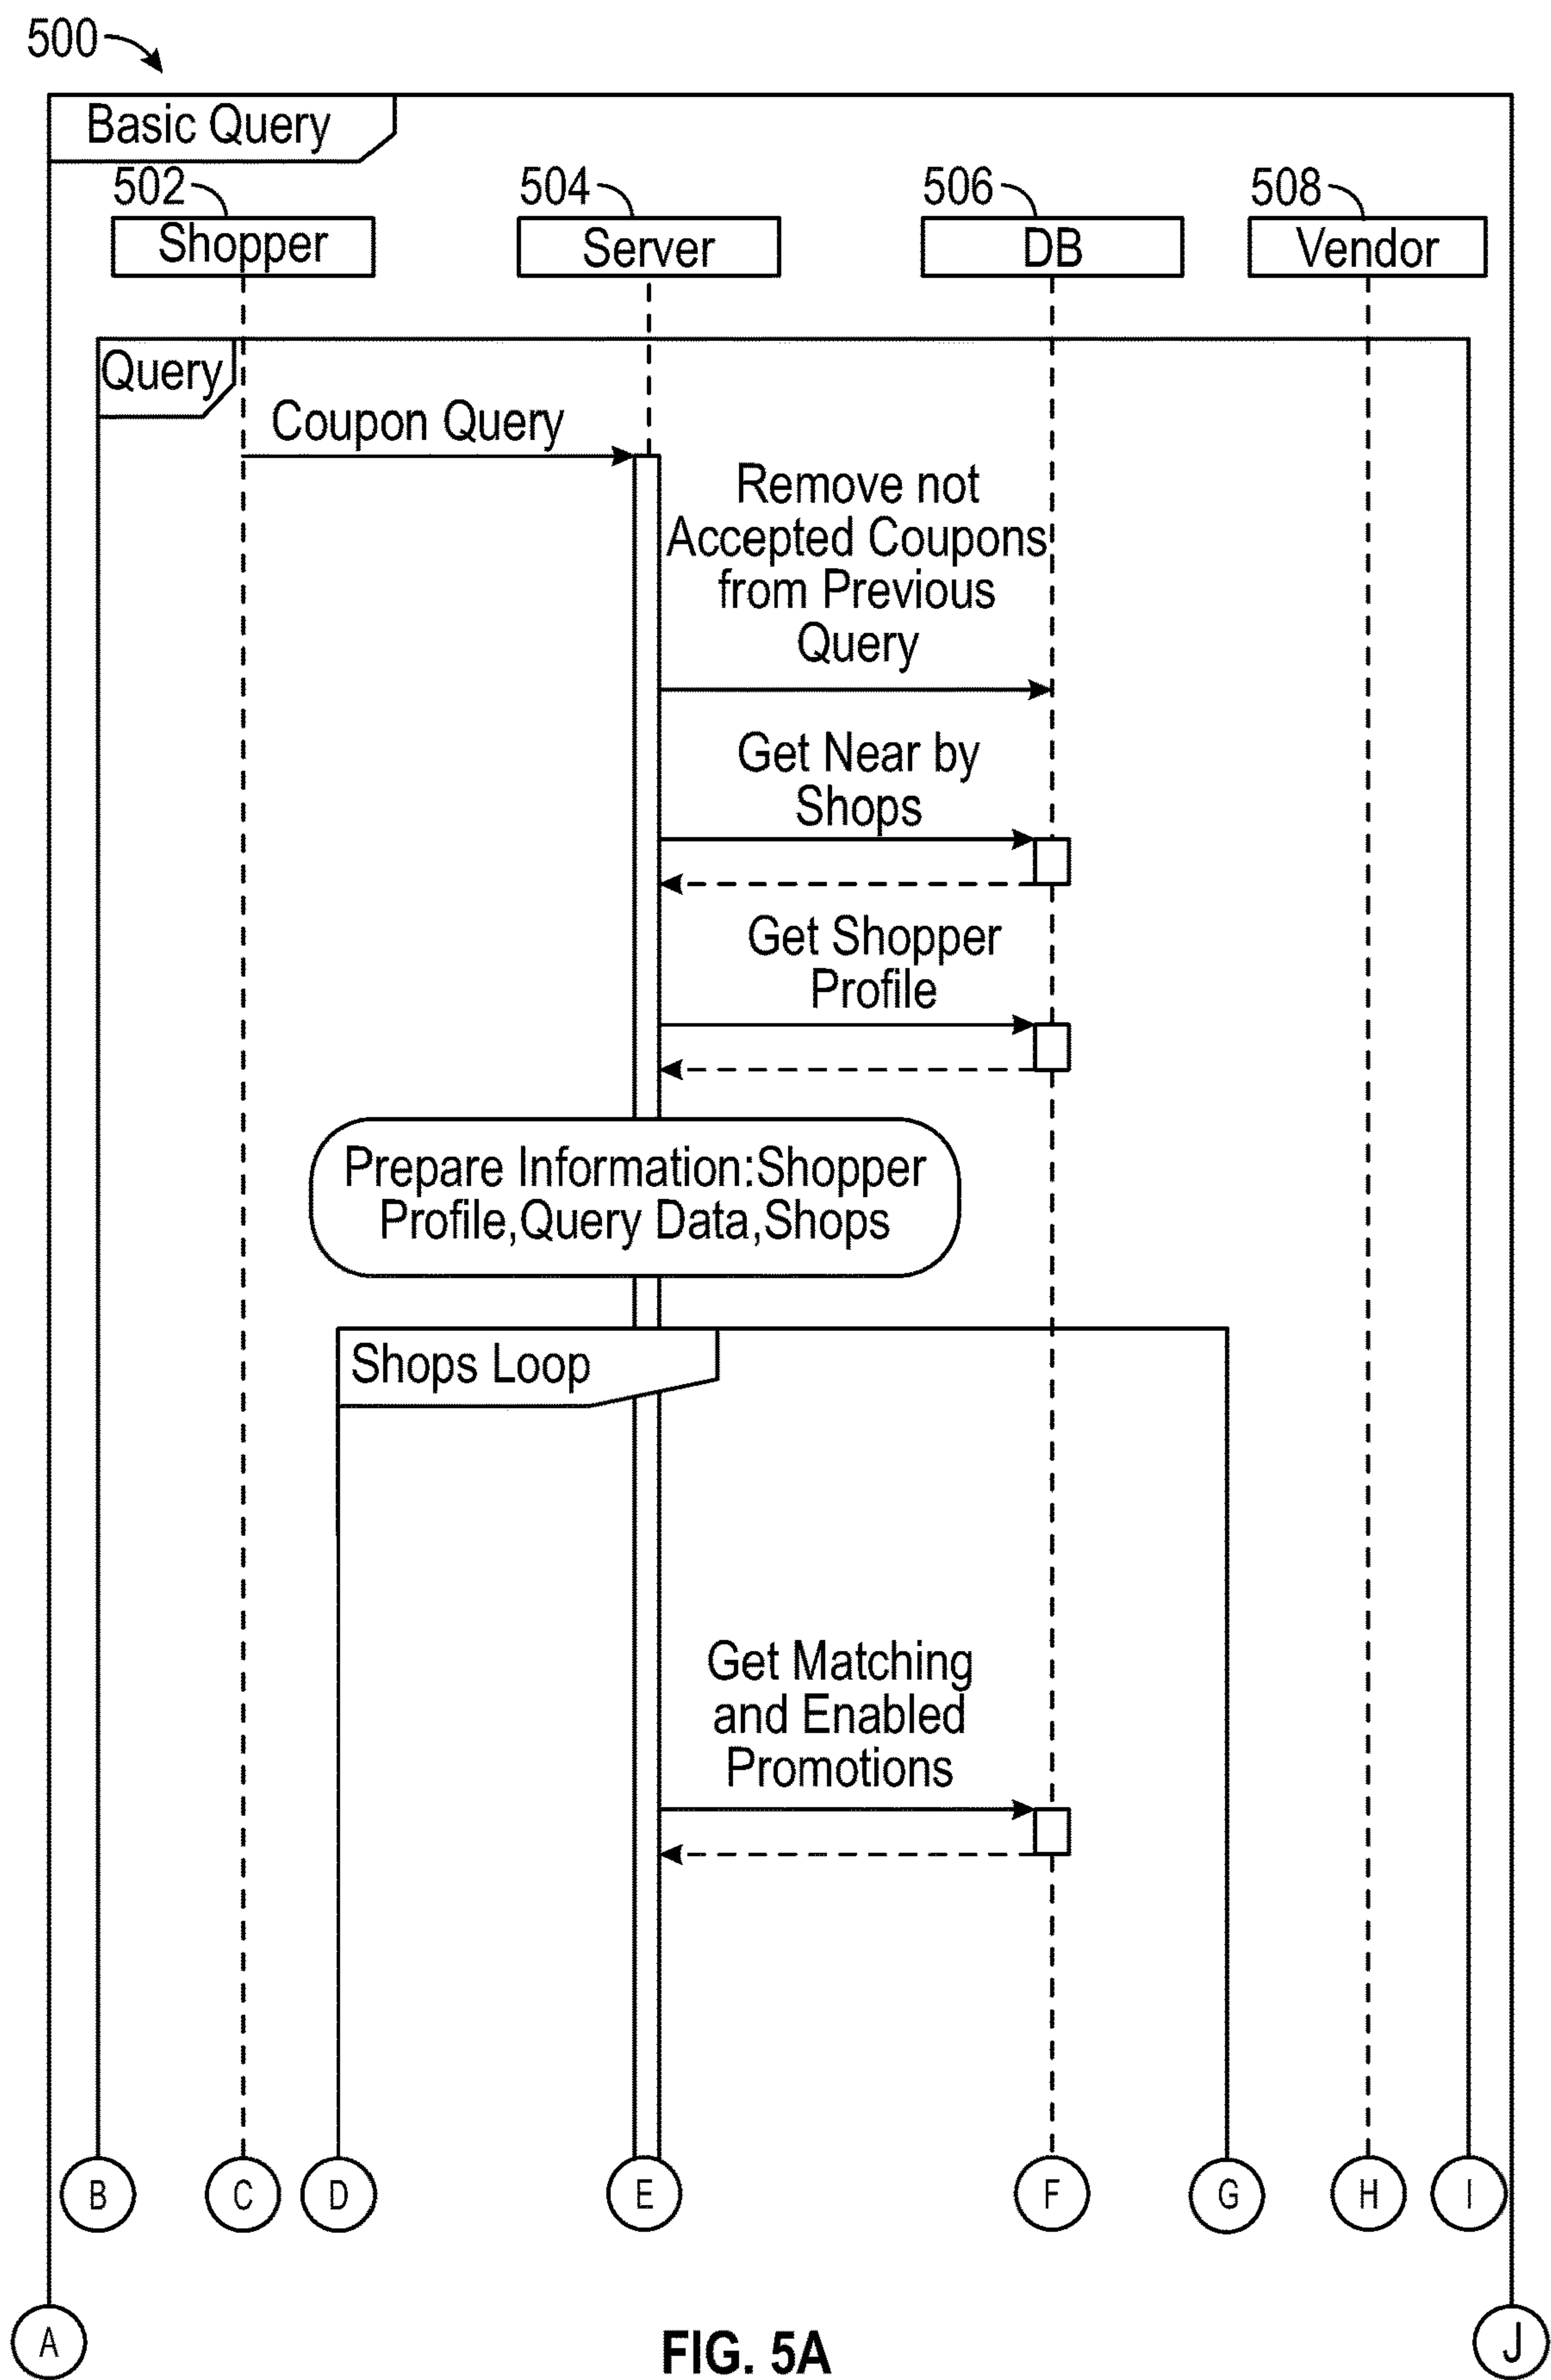 500
Basic Query
502
504
506
508
Shopper
Server
DB
Vendor
Query
Coupon Query
Remove not
Accepted Coupons
from Previous
Query
Get Near by
Shops
Get Shopper
Profile
Prepare Information:Shopper
Profile,Query Data,Shops
Shops Loop
Get Matching
and Enabled
Promotions
B
C
D
E
F
G
H
I
A
J
FIG. 5A